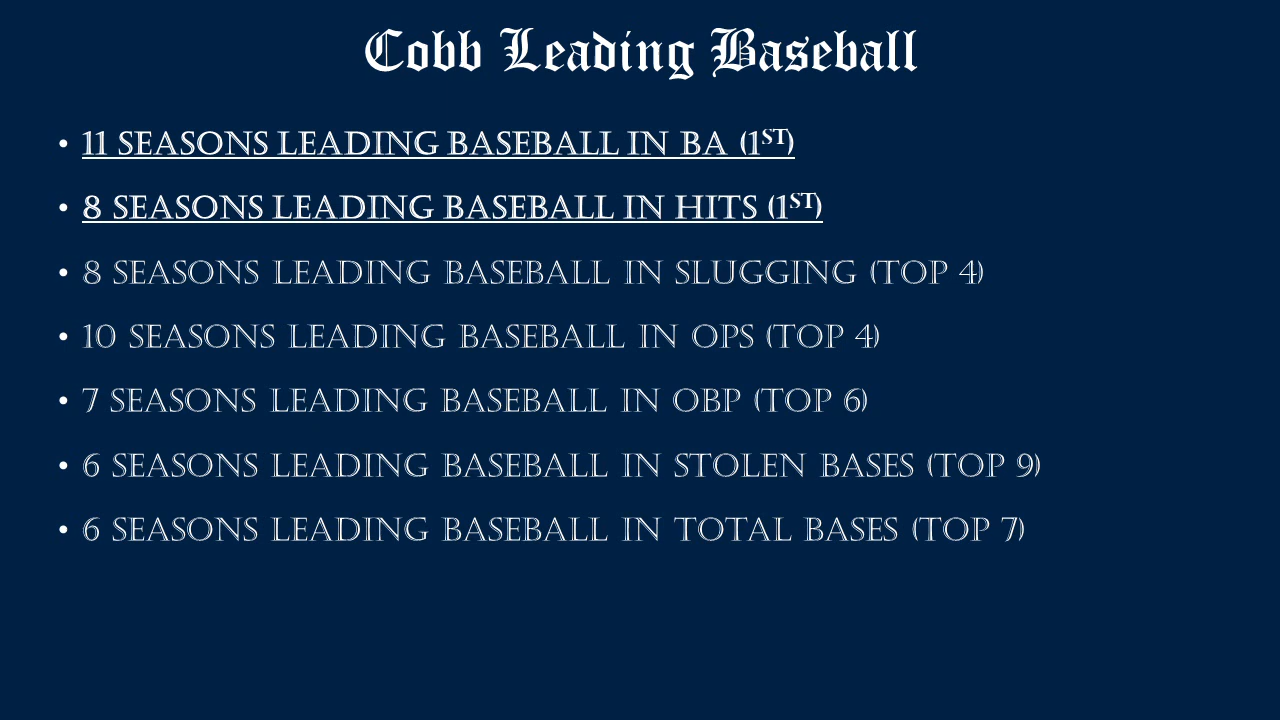 Cobb Leading Baseball
• 11 SEASONS LEADING BASEBALL IN BA (1ST)
• 8 SEASONS LEADING BASEBALL IN HITS (1ST)
• 8 SEASONS LEADING BASEBALL IN SLUGGING (TOP 4)
• 10 SEASONS LEADING BASEBALL IN OPS (TOP 4)
• 7 SEASONS LEADING BASEBALL IN OBP (TOP 6)
• 6 SEASONS LEADING BASEBALL IN STOLEN BASES (TOP 9)
• 6 SEASONS LEADING BASEBALL IN TOTAL BASES (TOP 7)